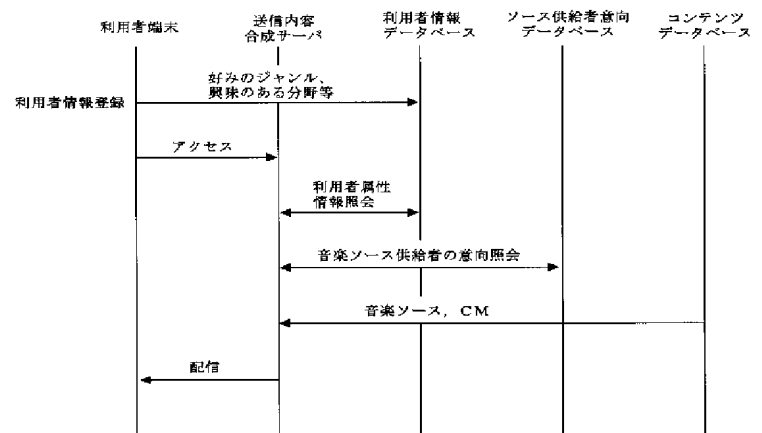 利用者端末
送信内容
合成サーバ
利用者情報
データベース
ソース供給者意向
データベース
コンテンツ
データベース
利用者情報登録
好みのジャンル、
興味のある分野等
アクセス
利用者属性
情報照会
音楽ソース供給者の意向照会
音楽ソース，CM
配信